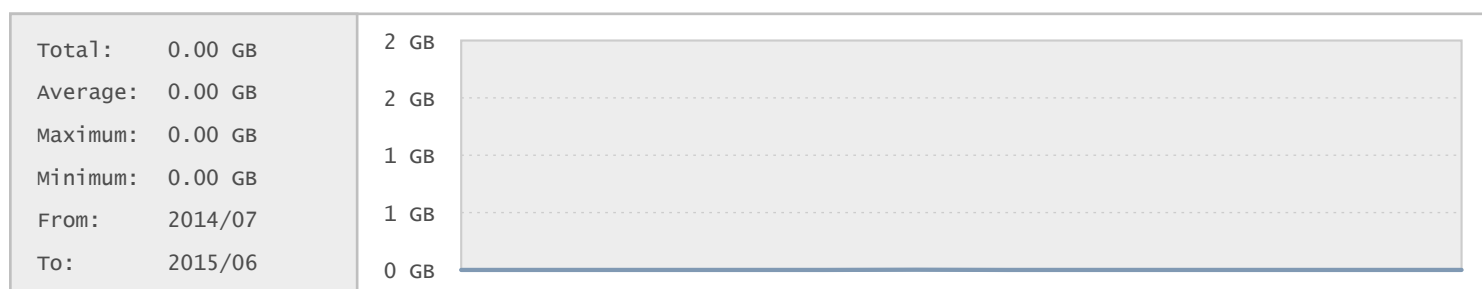 Total: 0.00 GB
Average: 0.00 GB
Maximum: 0.00 GB
Minimum: 0.00 GB
From: 2014/07
To: 2015/06
2 GB
2 GB
1 GB
1 GB
0 GB